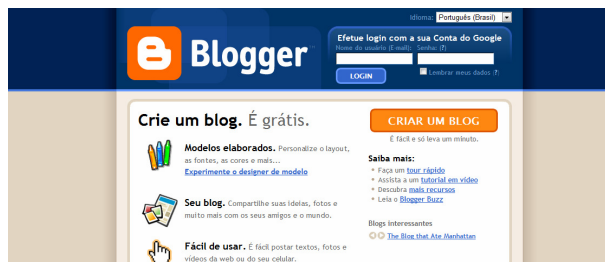 Idioma: Português (Brasil)
Blogger™
Efetue login com a sua Conta do Google
Nome do usuário (E-mail): Senha: (?)
LOGIN
Lembrar meus dados (?)
Crie um blog. É grátis.
Modelos elaborados. Personalize o layout,
as fontes, as cores e mais...
Experimente o designer de modelo
Seu blog. Compartilhe suas ideias, fotos e
muito mais com os seus amigos e o mundo.
Fácil de usar. É fácil postar textos, fotos e
vídeos da web ou do seu celular.
CRIAR UM BLOG
É fácil e só leva um minuto.
Saiba mais:
Faça um tour rápido
Assista a um tutorial em vídeo
Descubra mais recursos
Leia o Blogger Buzz
Blogs interessantes
The Blog that Ate Manhattan